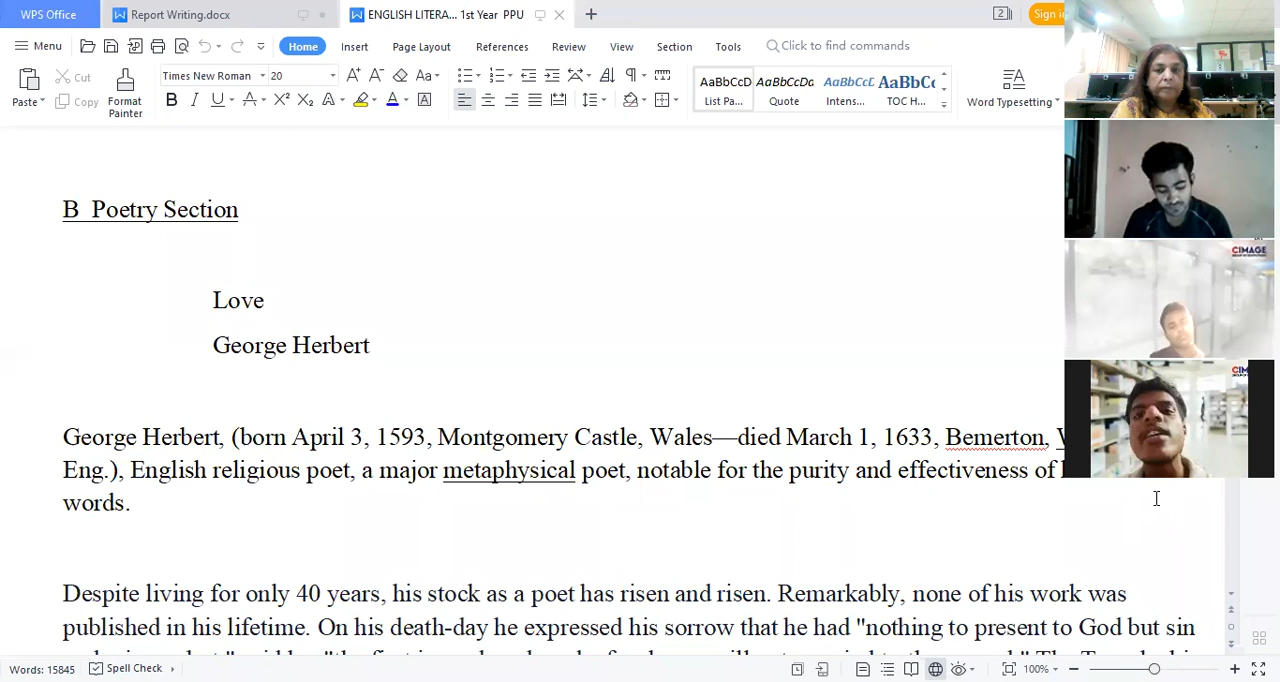 WPS Office
Report Writing.docx
ENGLISH LITERA... 1st Year PPU
2
Sign in
Menu
Home
Insert
Page Layout
References
Review
View
Section
Tools
Click to find commands
Paste
Cut
Copy
Format
Painter
Times New Roman
20
AaBbCcD
List Pa...
AaBbCcDc
Quote
AaBbCcD
Intens...
AaBbCc
TOC H...
Word Typesetting
CIMAGE
B Poetry Section
Love
George Herbert
George Herbert, (born April 3, 1593, Montgomery Castle, Wales—died March 1, 1633, Bemerton,
Eng.), English religious poet, a major metaphysical poet, notable for the purity and effectiveness of
words.
Despite living for only 40 years, his stock as a poet has risen and risen. Remarkably, none of his work was
published in his lifetime. On his death-day he expressed his sorrow that he had "nothing to present to God but sin
Words: 15845
Spell Check
100%